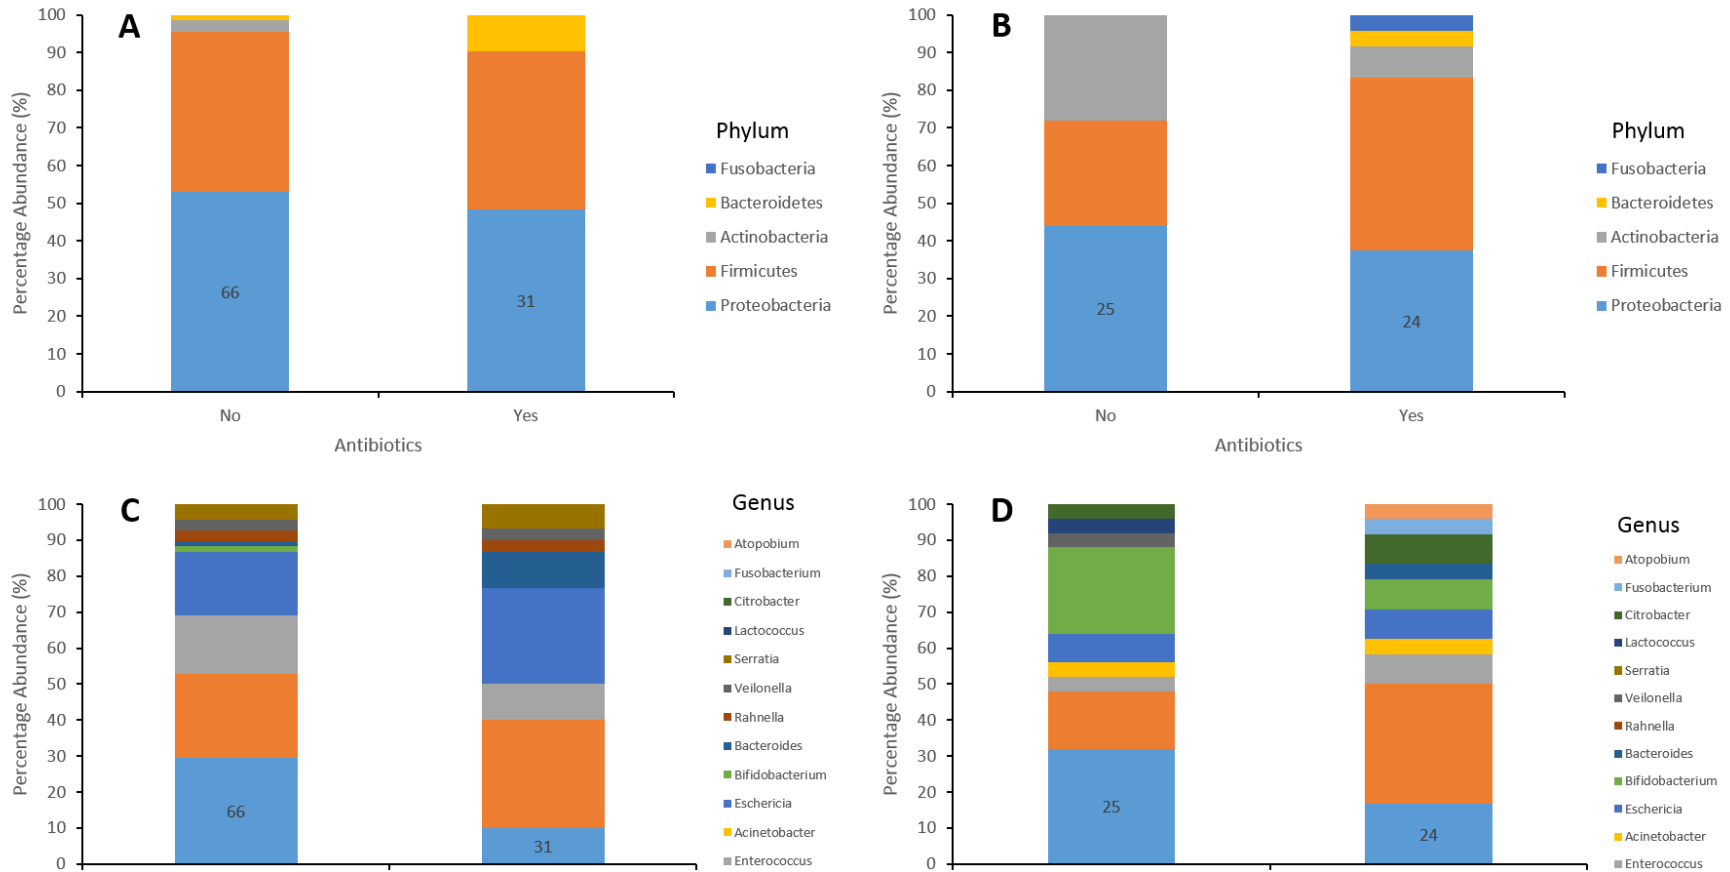 A
Percentage Abundance (%)
100
90
80
70
60
50
40
30
20
10
0
66
31
No
Yes
Antibiotics
Phylum
Fusobacteria
Bacteroidetes
Actinobacteria
Firmicutes
Proteobacteria
B
Percentage Abundance (%)
100
90
80
70
60
50
40
30
20
10
0
25
24
No
Yes
Antibiotics
Phylum
Fusobacteria
Bacteroidetes
Actinobacteria
Firmicutes
Proteobacteria
C
Percentage Abundance (%)
100
90
80
70
60
50
40
30
20
10
0
66
31
Genus
Atopobium
Fusobacterium
Citrobacter
Lactococcus
Serratia
Veilonella
Rahnella
Bacteroides
Bifidobacterium
Eschericia
Acinetobacter
Enterococcus
D
Percentage Abundance (%)
100
90
80
70
60
50
40
30
20
10
0
25
24
Genus
Atopobium
Fusobacterium
Citrobacter
Lactococcus
Serratia
Veilonella
Rahnella
Bacteroides
Bifidobacterium
Eschericia
Acinetobacter
Enterococcus